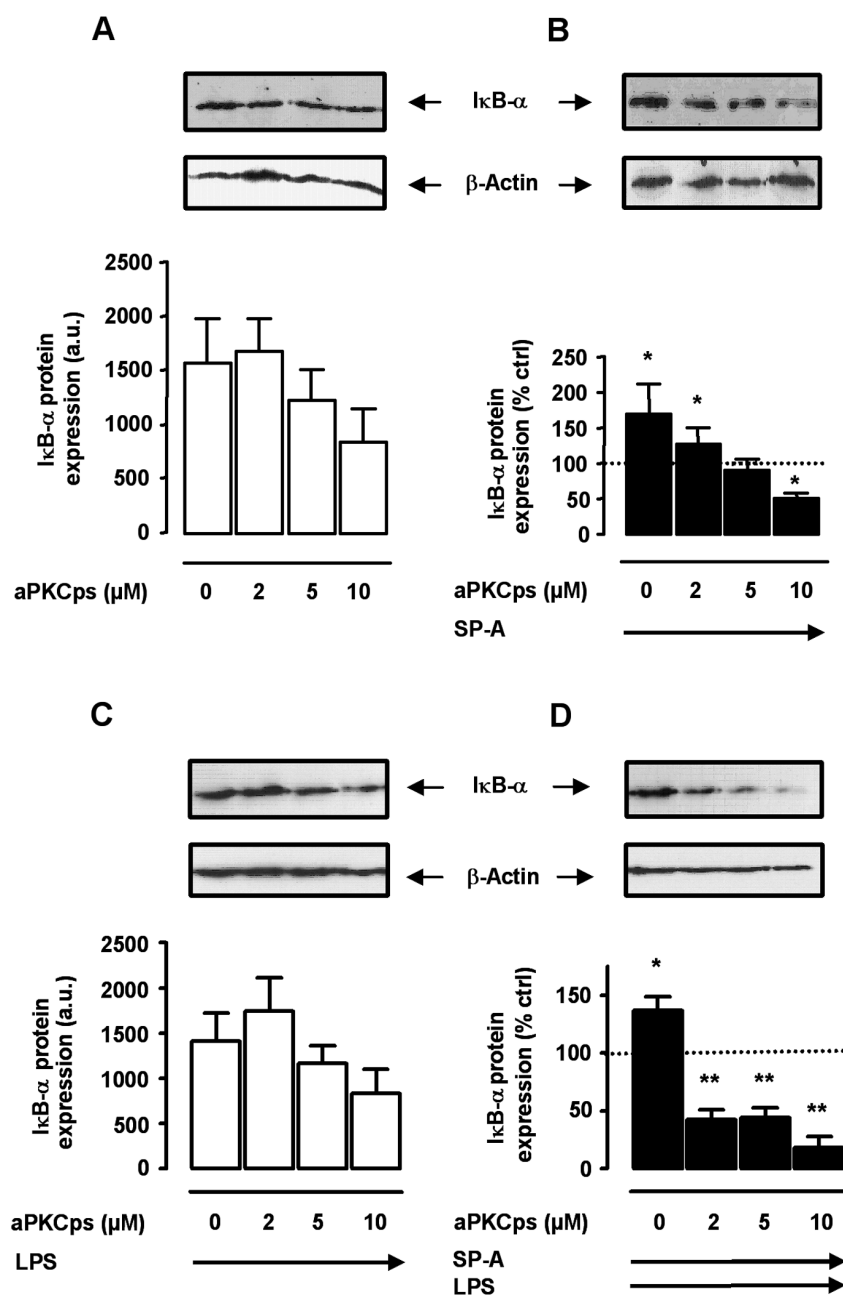 A
B
IκB-α
β-Actin
2500
2000
1500
1000
500
0
IκB-α protein
expression (a.u.)
250
200
150
100
50
0
IκB-α protein
expression (% ctrl)
*
*
*
aPKCps (µM) 0 2 5 10
aPKCps (µM) 0 2 5 10
SP-A
C
D
IκB-α
β-Actin
2500
2000
1500
1000
500
0
IκB-α protein
expression (a.u.)
150
100
50
0
IκB-α protein
expression (% ctrl)
*
**
**
**
aPKCps (µM) 0 2 5 10
LPS
aPKCps (µM) 0 2 5 10
SP-A
LPS